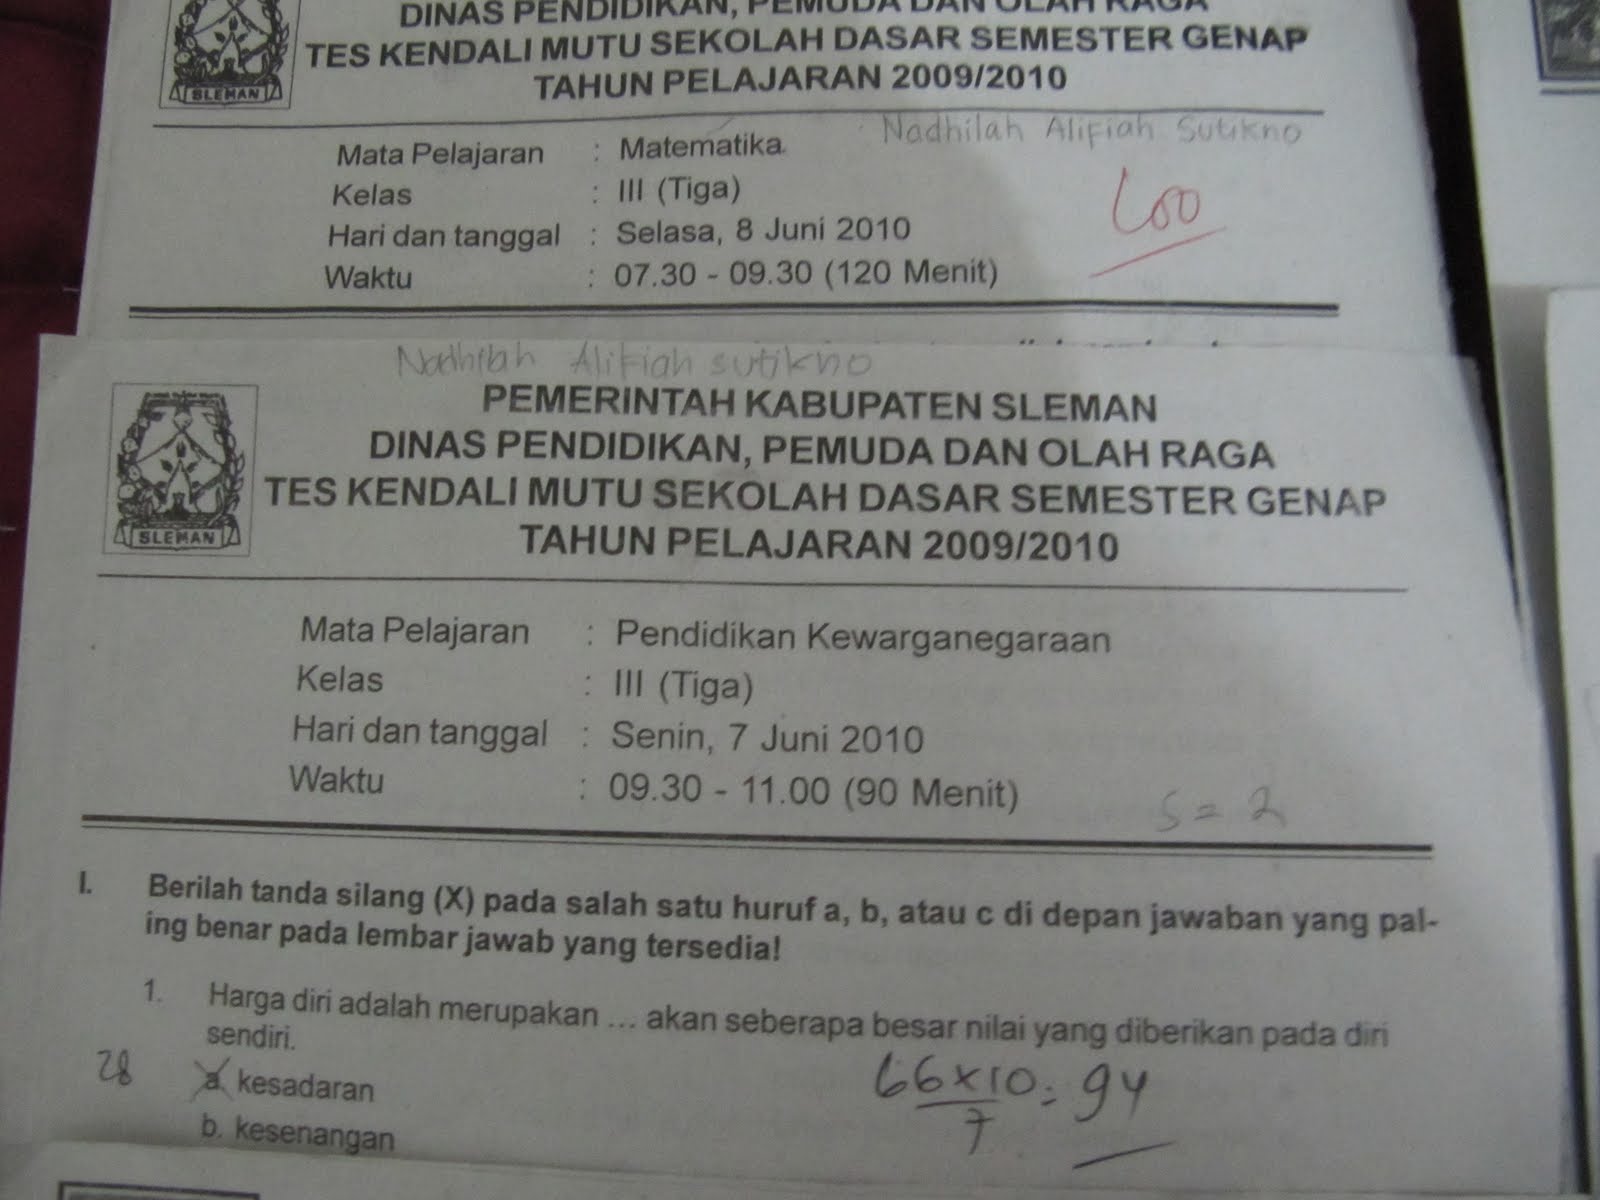 DINAS PENDIDIKAN, PEMUDA DAN OLAH RAGA
TES KENDALI MUTU SEKOLAH DASAR SEMESTER GENAP
TAHUN PELAJARAN 2009/2010
SLEMAN
Nadhilah Alifiah Sutikno
Mata Pelajaran : Matematika
Kelas : III (Tiga)
100
Hari dan tanggal : Selasa, 8 Juni 2010
Waktu : 07.30 - 09.30 (120 Menit)
Nadhilah Alifiah Sutikno
PEMERINTAH KABUPATEN SLEMAN
DINAS PENDIDIKAN, PEMUDA DAN OLAH RAGA
TES KENDALI MUTU SEKOLAH DASAR SEMESTER GENAP
TAHUN PELAJARAN 2009/2010
SLEMAN
Mata Pelajaran : Pendidikan Kewarganegaraan
Kelas : III (Tiga)
Hari dan tanggal : Senin, 7 Juni 2010
Waktu : 09.30 - 11.00 (90 Menit)
S = 2
I. Berilah tanda silang (X) pada salah satu huruf a, b, atau c di depan jawaban yang pal-
ing benar pada lembar jawab yang tersedia!
1. Harga diri adalah merupakan ... akan seberapa besar nilai yang diberikan pada diri
sendiri.
28 a. kesadaran
66 x 10 = 94
7
b. kesenangan